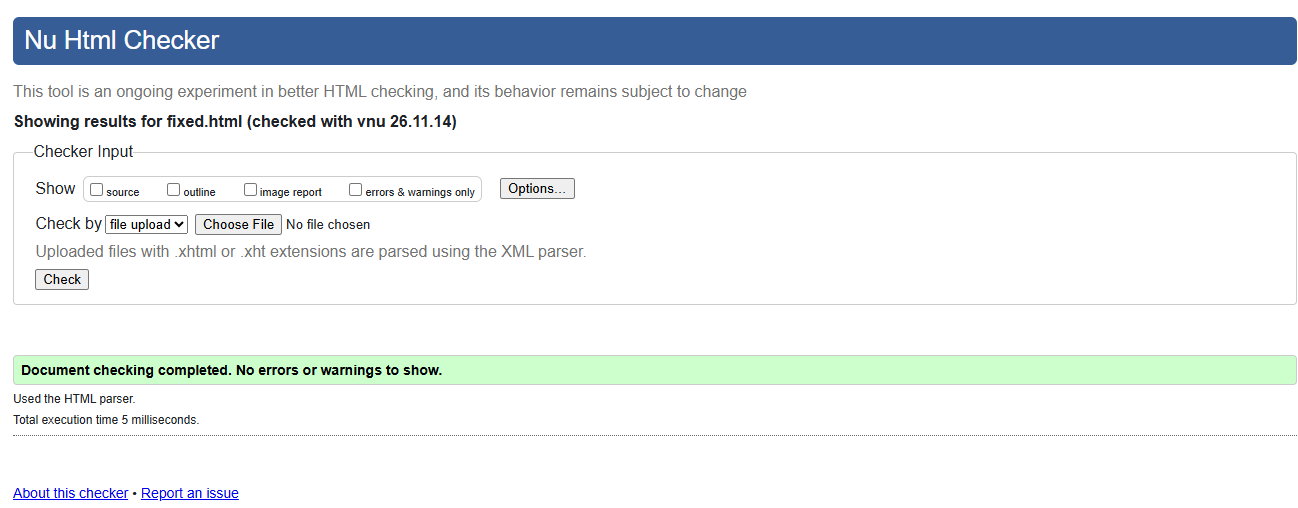 Nu Html Checker
This tool is an ongoing experiment in better HTML checking, and its behavior remains subject to change
Showing results for fixed.html (checked with vnu 26.11.14)
Checker Input
Show source outline image report errors & warnings only Options...
Check by file upload Choose File No file chosen
Uploaded files with .xhtml or .xht extensions are parsed using the XML parser.
Check
Document checking completed. No errors or warnings to show.
Used the HTML parser.
Total execution time 5 milliseconds.
About this checker • Report an issue